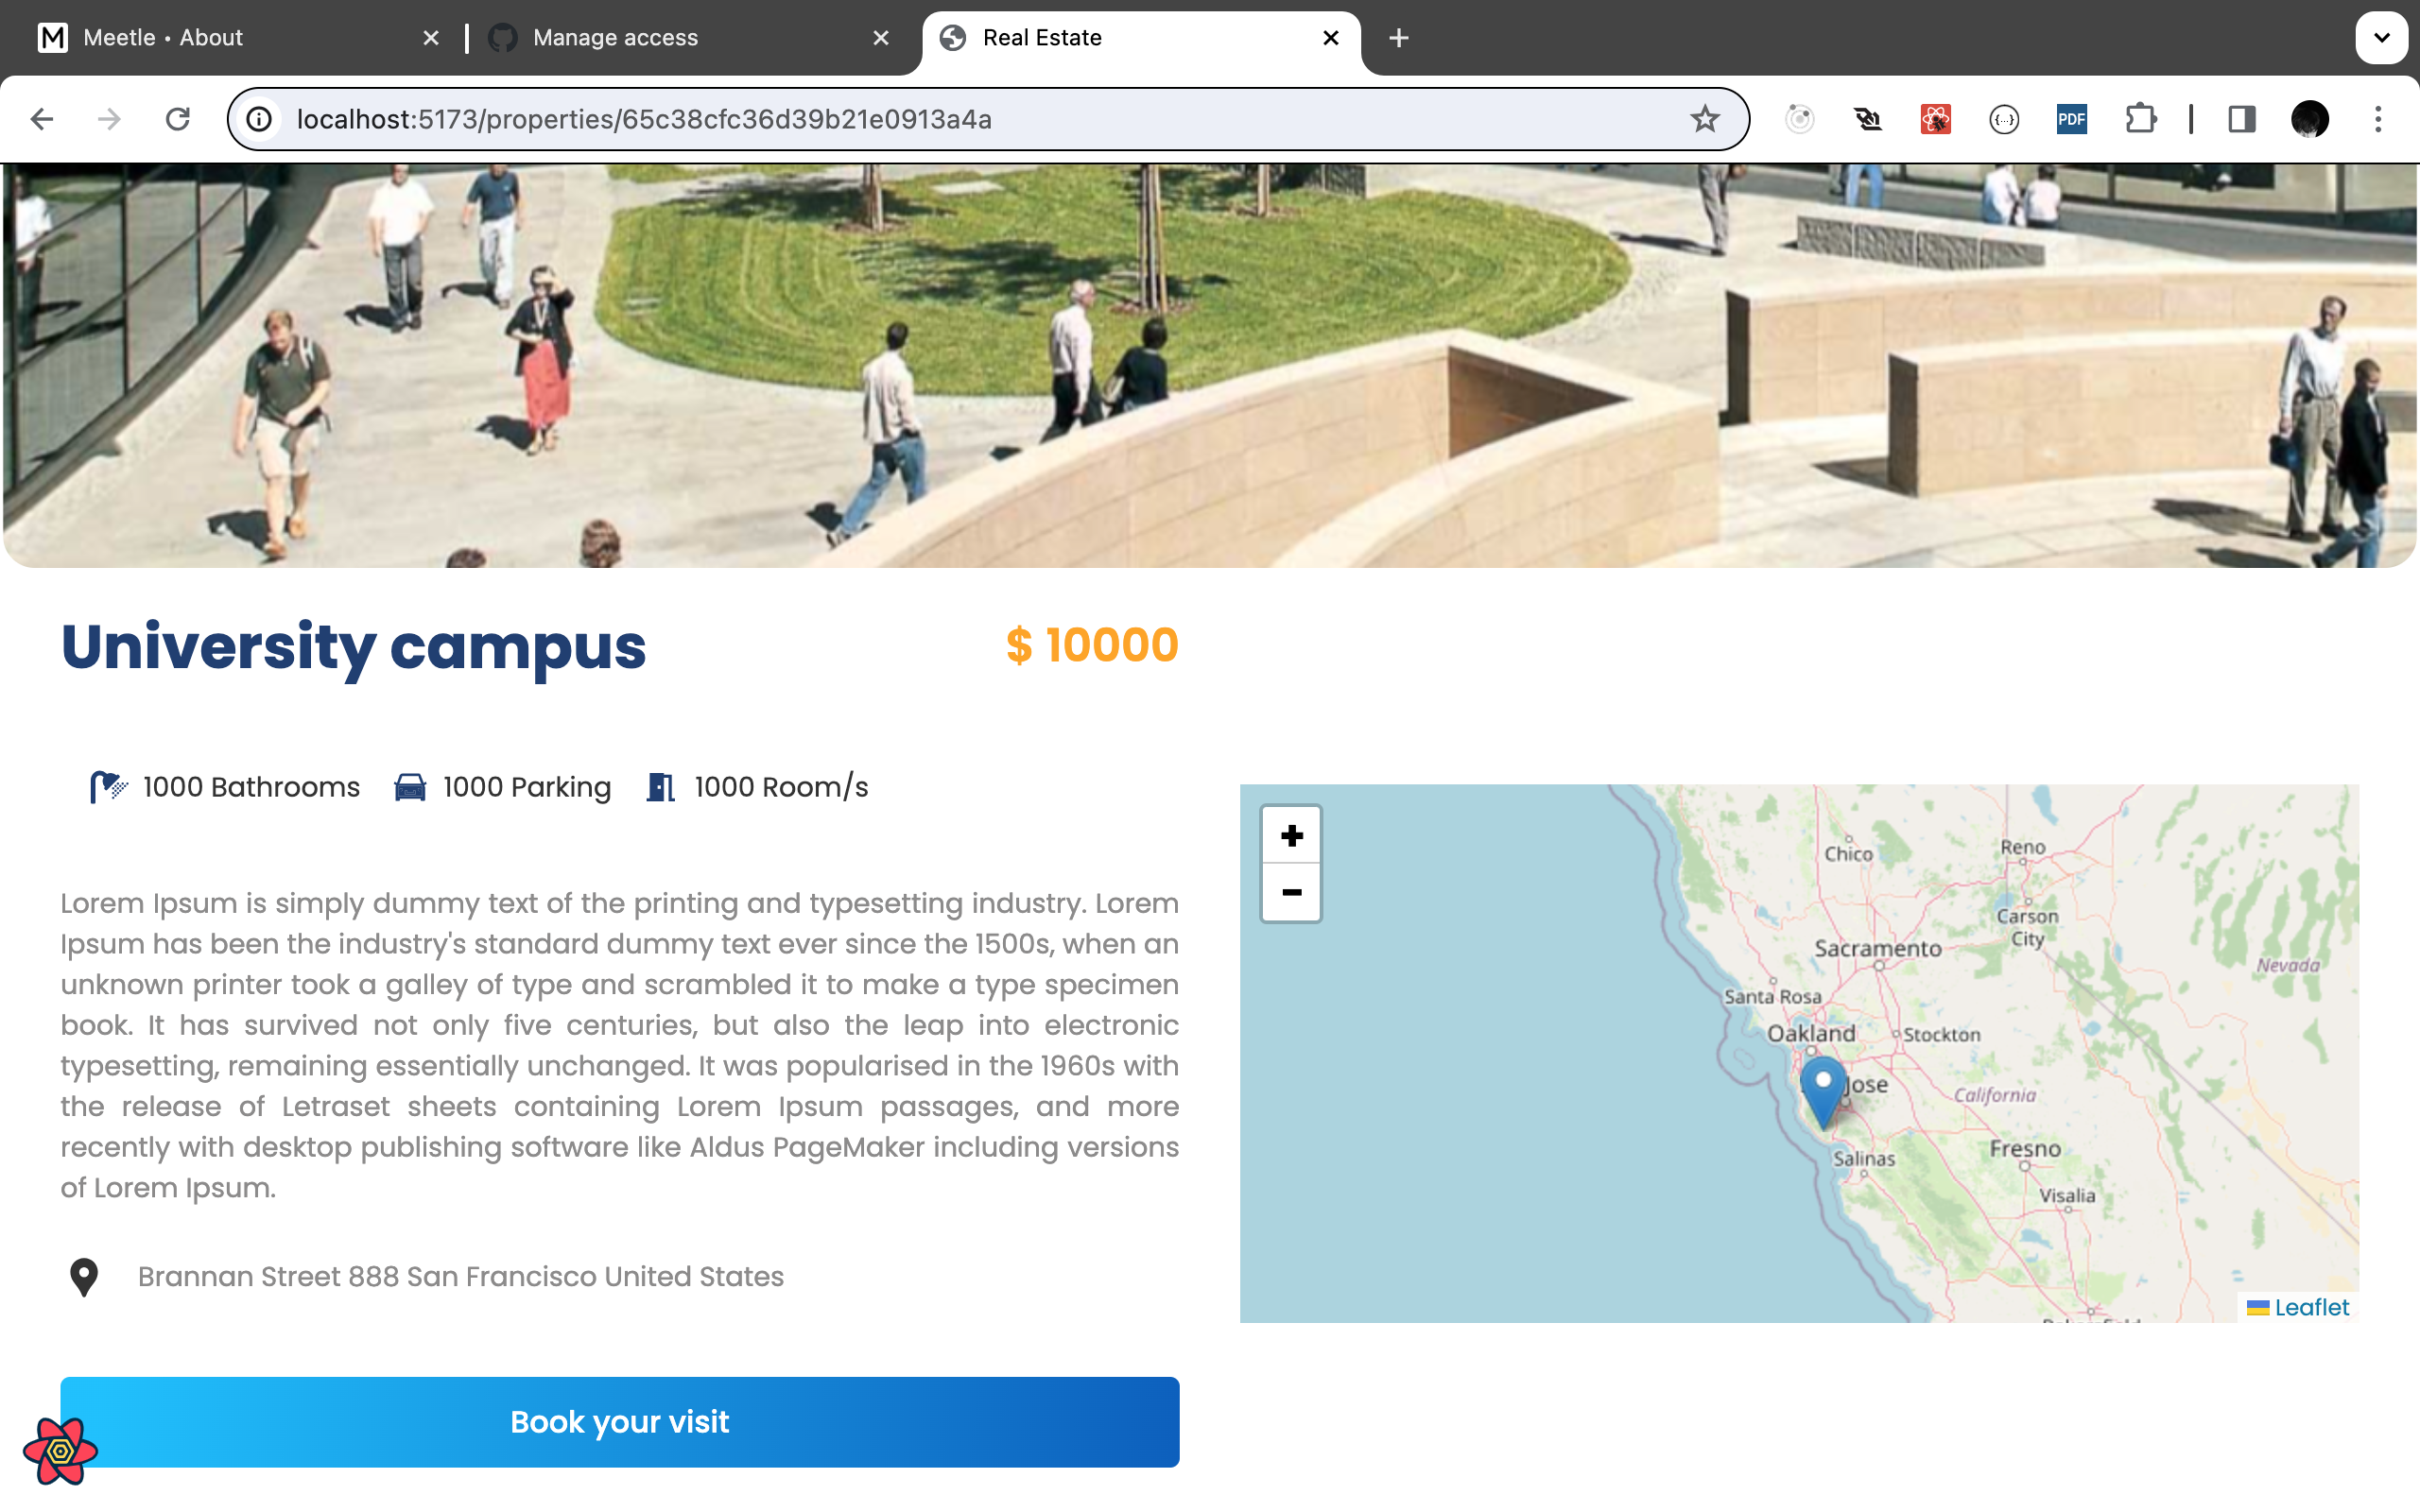 M Meetle • About
Manage access
Real Estate
localhost:5173/properties/65c38cfc36d39b21e0913a4a
{...}
PDF
University campus
$ 10000
1000 Bathrooms
1000 Parking
1000 Room/s
Lorem Ipsum is simply dummy text of the printing and typesetting industry. Lorem
Ipsum has been the industry's standard dummy text ever since the 1500s, when an
unknown printer took a galley of type and scrambled it to make a type specimen
book. It has survived not only five centuries, but also the leap into electronic
typesetting, remaining essentially unchanged. It was popularised in the 1960s with
the release of Letraset sheets containing Lorem Ipsum passages, and more
recently with desktop publishing software like Aldus PageMaker including versions
of Lorem Ipsum.
Brannan Street 888 San Francisco United States
Book your visit
+
−
Chico
Reno
Carson
City
Sacramento
Nevada
Santa Rosa
Oakland
Stockton
Jose
California
Fresno
Salinas
Visalia
Leaflet